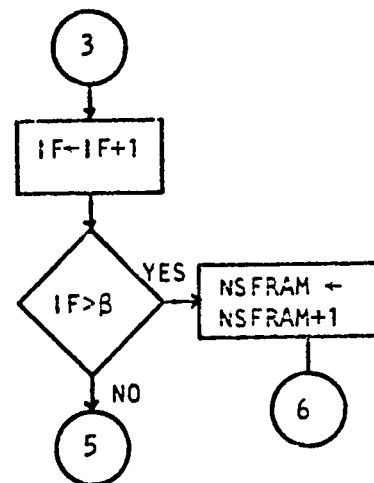 3
IF←IF+1
IF>β
YES
NSFRAM ←
NSFRAM+1
NO
6
5